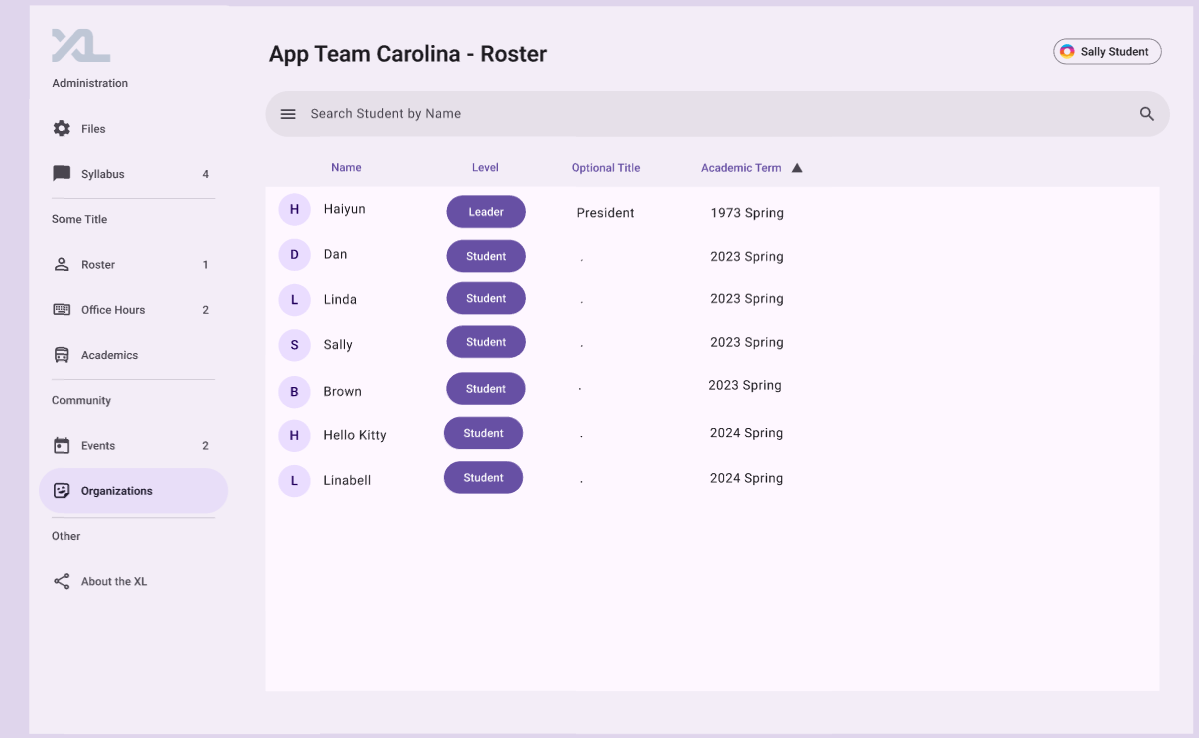 XL
Administration
Files
Syllabus 4
Some Title
Roster 1
Office Hours 2
Academics
Community
Events 2
Organizations
Other
About the XL
App Team Carolina - Roster
Sally Student
Search Student by Name
Name Level Optional Title Academic Term ▲
H Haiyun Leader President 1973 Spring
D Dan Student . 2023 Spring
L Linda Student . 2023 Spring
S Sally Student . 2023 Spring
B Brown Student . 2023 Spring
H Hello Kitty Student . 2024 Spring
L Linabell Student . 2024 Spring